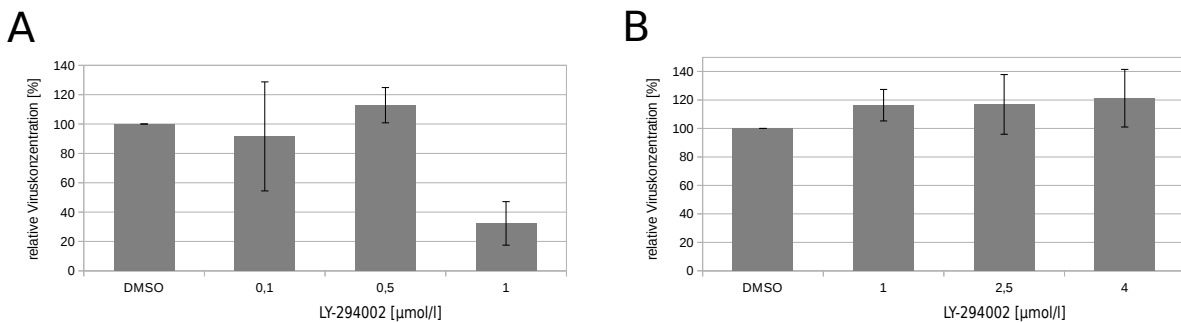 A
relative Viruskonzentration [%]
140
120
100
80
60
40
20
0
DMSO 0,1 0,5 1
LY-294002 [µmol/l]
B
relative Viruskonzentration [%]
140
120
100
80
60
40
20
0
DMSO 1 2,5 4
LY-294002 [µmol/l]